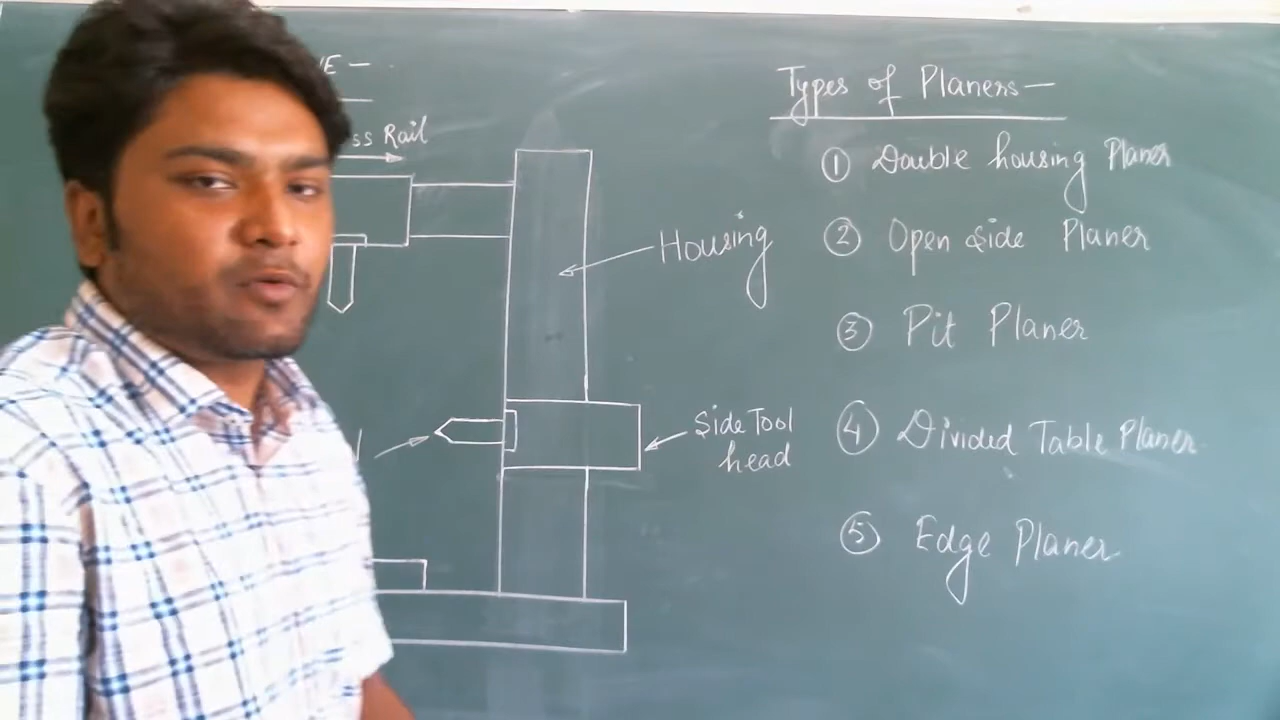 Rail
Housing
Side Tool
head
Types of Planers—
① Double housing Planer
② Open side Planer
③ Pit Planer
④ Divided Table Planer
⑤ Edge Planer